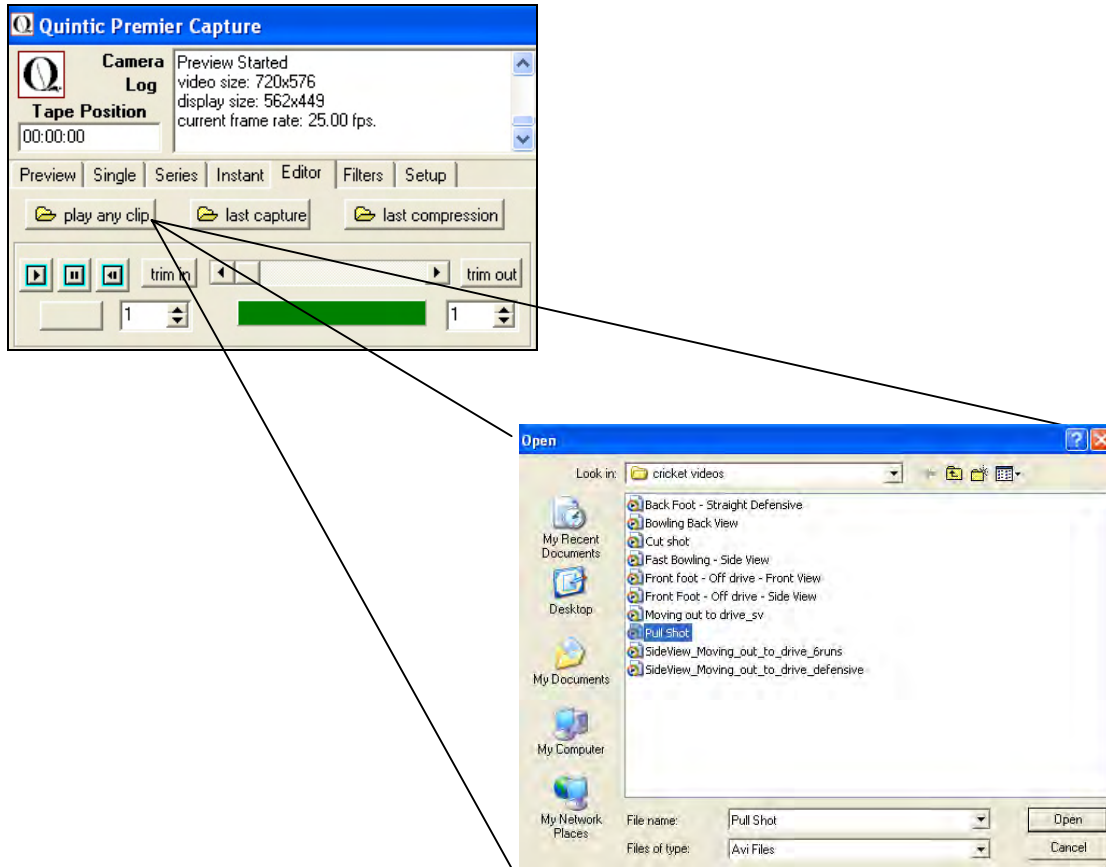 Quintic Premier Capture
Camera Log
Tape Position
00:00:00
Preview Started
video size: 720x576
display size: 562x449
current frame rate: 25.00 fps.
Preview Single Series Instant Editor Filters Setup
play any clip last capture last compression
trim in trim out
1 1
Open
Look in: cricket videos
My Recent Documents
Desktop
My Documents
My Computer
My Network Places
Back Foot - Straight Defensive
Bowling Back View
Cut shot
Fast Bowling - Side View
Front foot - Off drive - Front View
Front Foot - Off drive - Side View
Moving out to drive_sv
Pull Shot
SideView_Moving_out_to_drive_6runs
SideView_Moving_out_to_drive_defensive
File name: Pull Shot Open
Files of type: Avi Files Cancel